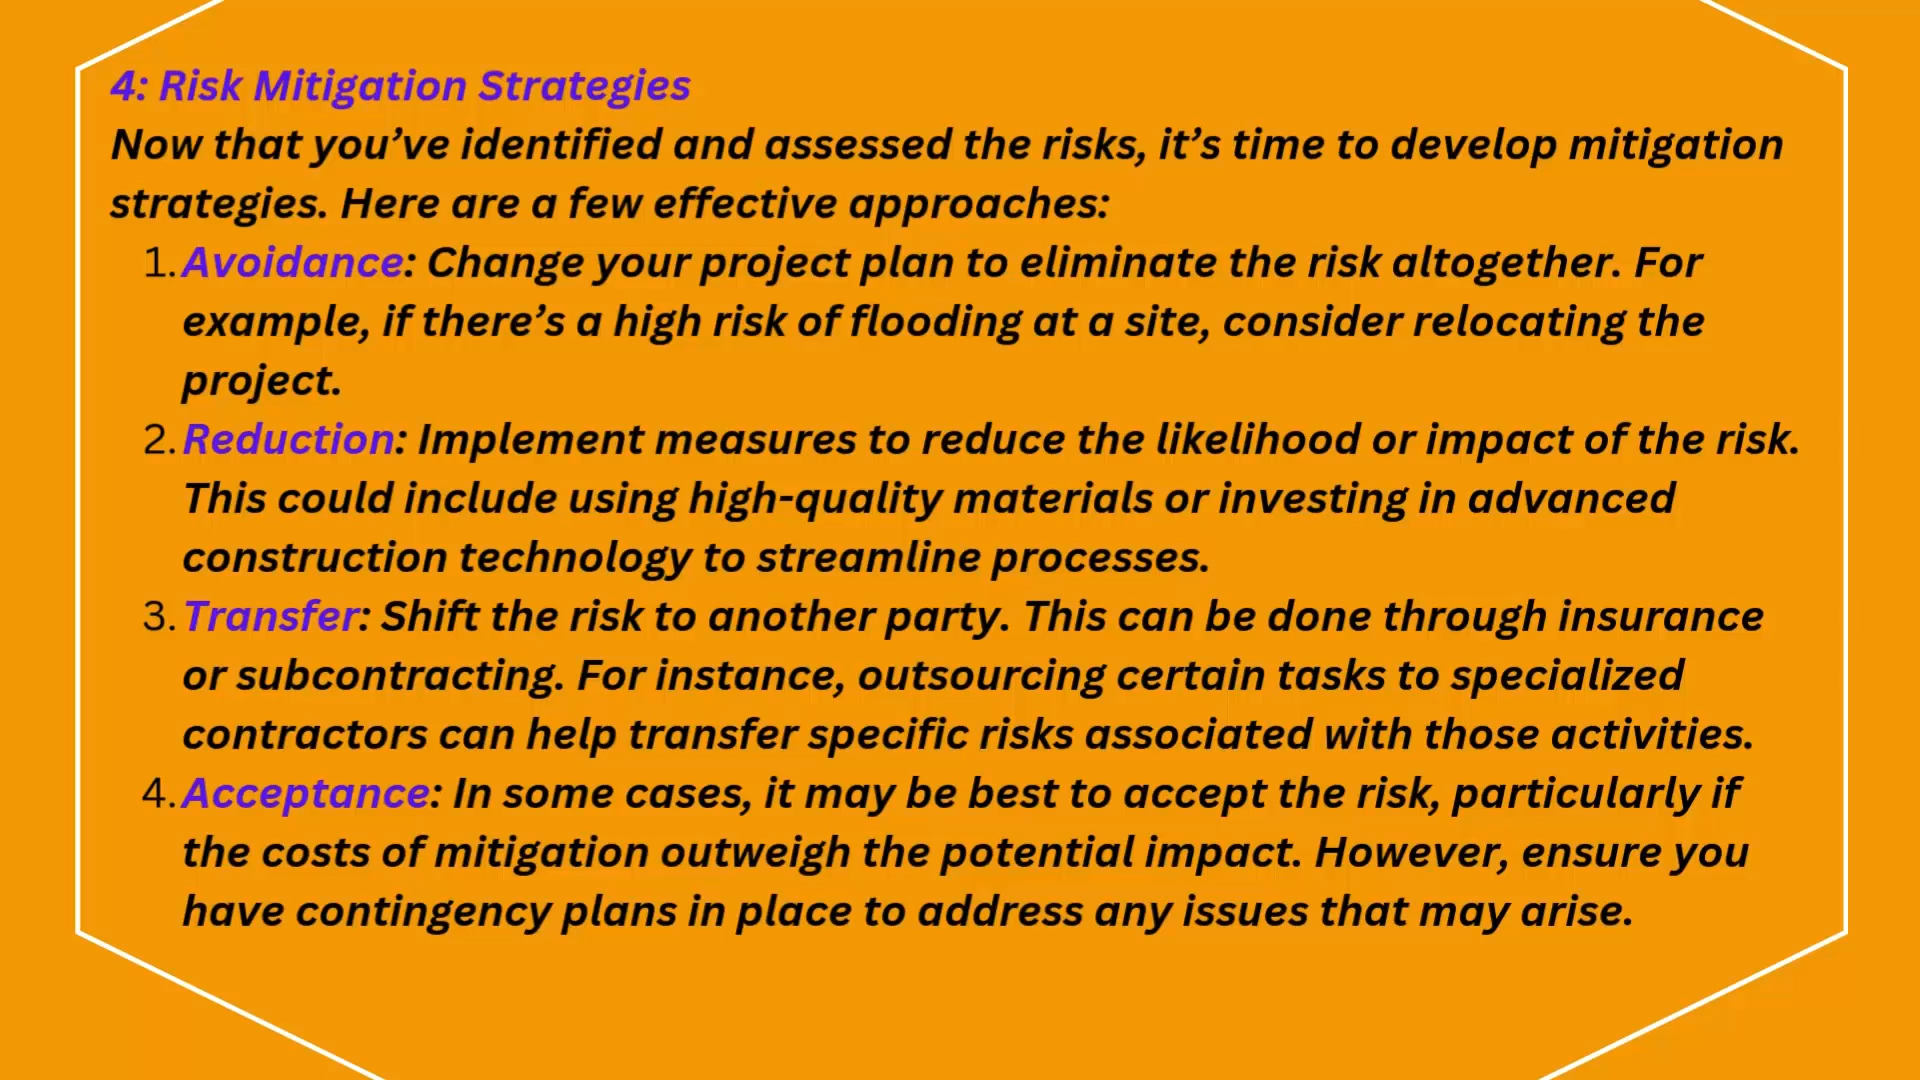 4: Risk Mitigation Strategies
Now that you’ve identified and assessed the risks, it’s time to develop mitigation
strategies. Here are a few effective approaches:
1. Avoidance: Change your project plan to eliminate the risk altogether. For
example, if there’s a high risk of flooding at a site, consider relocating the
project.
2. Reduction: Implement measures to reduce the likelihood or impact of the risk.
This could include using high-quality materials or investing in advanced
construction technology to streamline processes.
3. Transfer: Shift the risk to another party. This can be done through insurance
or subcontracting. For instance, outsourcing certain tasks to specialized
contractors can help transfer specific risks associated with those activities.
4. Acceptance: In some cases, it may be best to accept the risk, particularly if
the costs of mitigation outweigh the potential impact. However, ensure you
have contingency plans in place to address any issues that may arise.